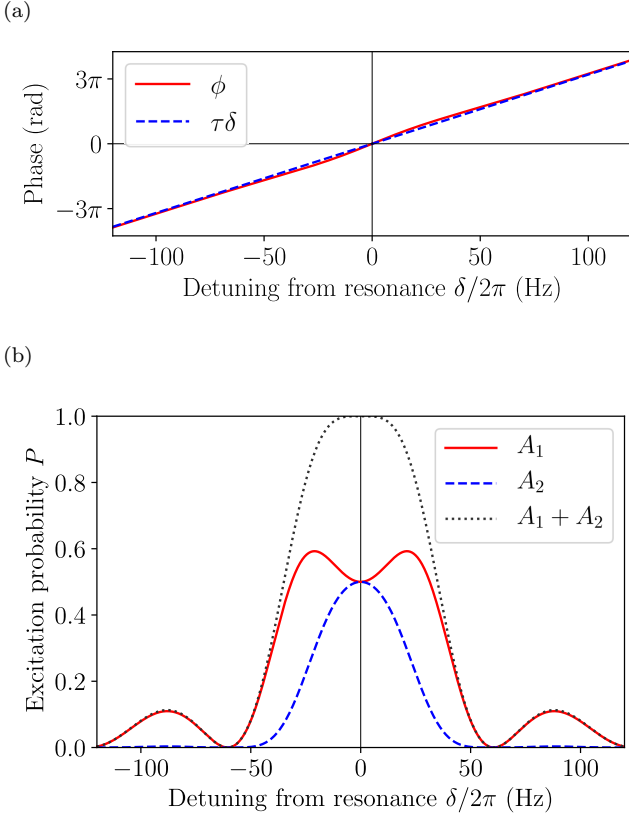 (a)
3π
0
−3π
Phase (rad)
ϕ
τδ
−100
−50
0
50
100
Detuning from resonance δ/2π (Hz)
(b)
1.0
0.8
0.6
0.4
0.2
0.0
Excitation probability P
A₁
A₂
A₁ + A₂
−100
−50
0
50
100
Detuning from resonance δ/2π (Hz)